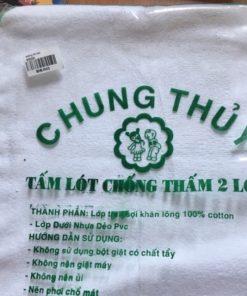 CHUNG THỦY
TẤM LÓT CHỐNG THẤM 2 L
THÀNH PHẦN: Lớp sợi khăn lông 100% cotton
- Lớp Dưới Nhựa Dẻo Pvc
HƯỚNG DẪN SỬ DỤNG:
- Không sử dụng bột giặt có chất tẩy
- Không nên giặt máy
- Không nên ủi
- Nên phơi chỗ mát